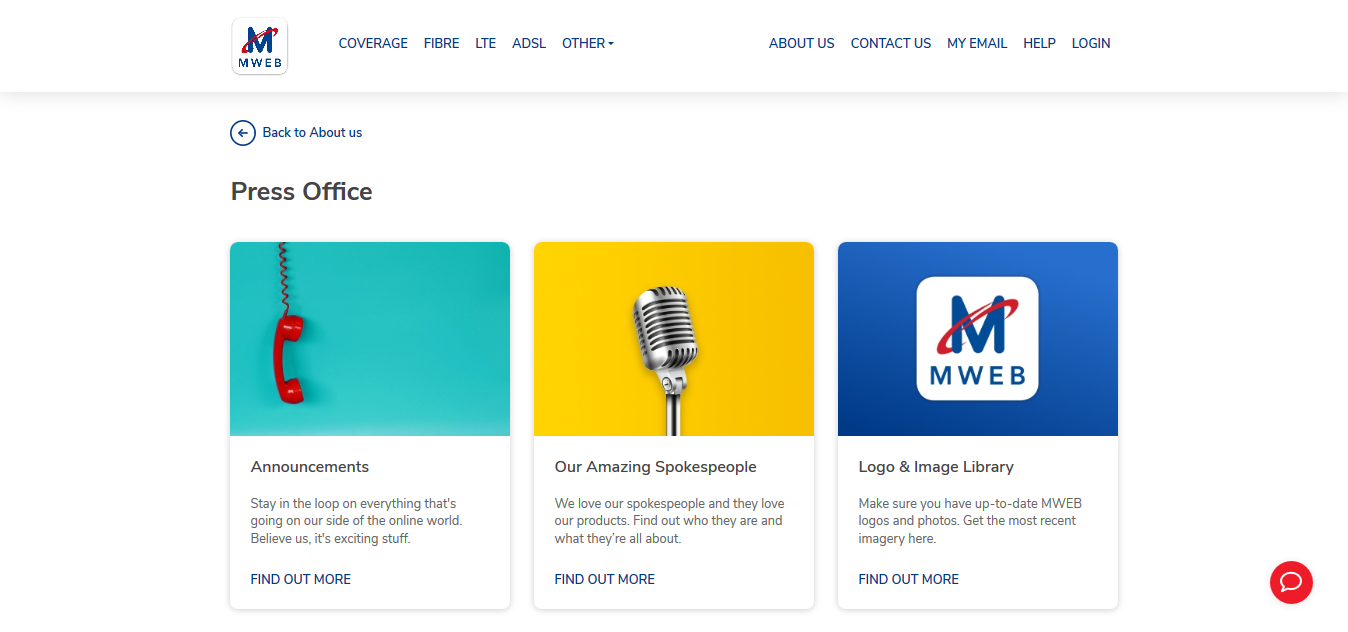 MWEB
COVERAGE FIBRE LTE ADSL OTHER
ABOUT US CONTACT US MY EMAIL HELP LOGIN
Back to About us
Press Office
MWEB
Announcements
Stay in the loop on everything that's
going on our side of the online world.
Believe us, it's exciting stuff.
FIND OUT MORE
Our Amazing Spokespeople
We love our spokespeople and they love
our products. Find out who they are and
what they’re all about.
FIND OUT MORE
Logo & Image Library
Make sure you have up-to-date MWEB
logos and photos. Get the most recent
imagery here.
FIND OUT MORE